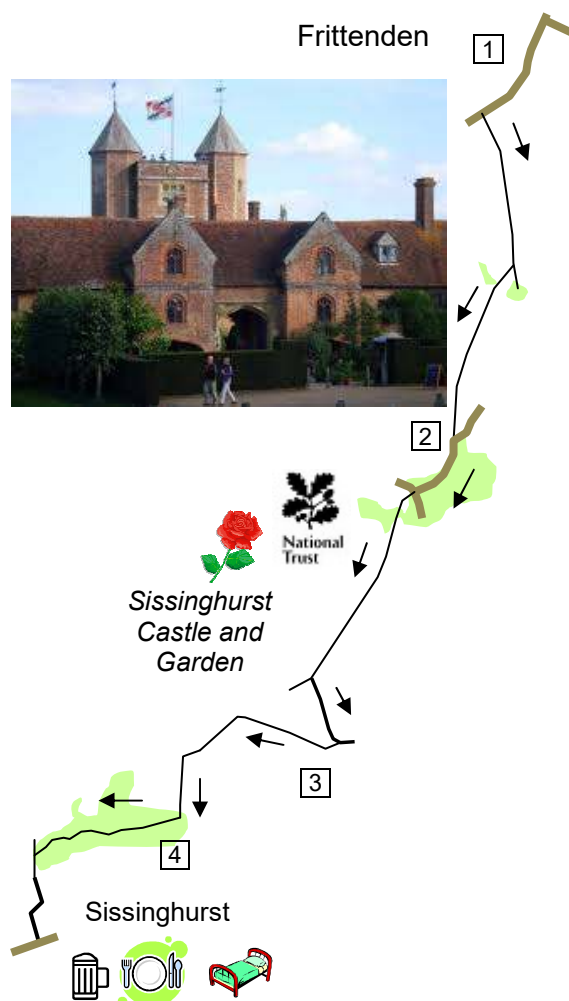 Frittenden
1
2
National
Trust
Sissinghurst
Castle and
Garden
3
4
Sissinghurst